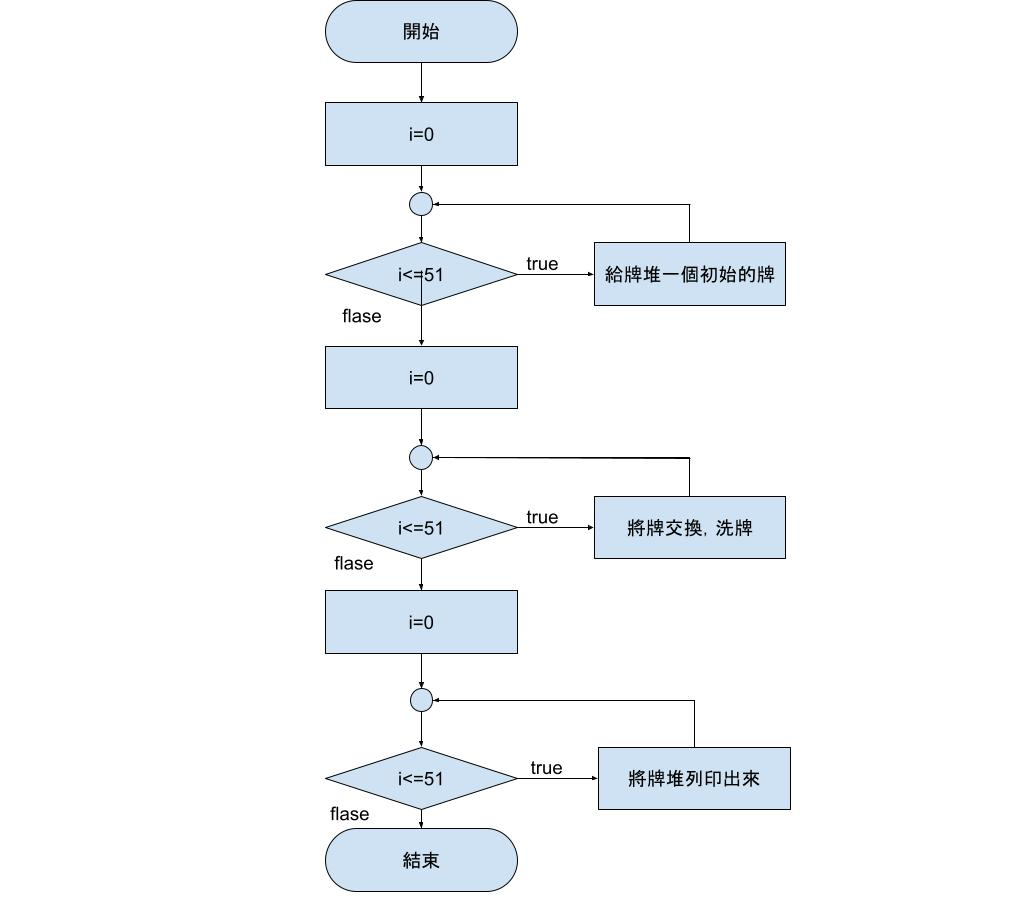 開始
i=0
i<=51
true
給牌堆一個初始的牌
flase
i=0
i<=51
true
將牌交換, 洗牌
flase
i=0
i<=51
true
將牌堆列印出來
flase
結束